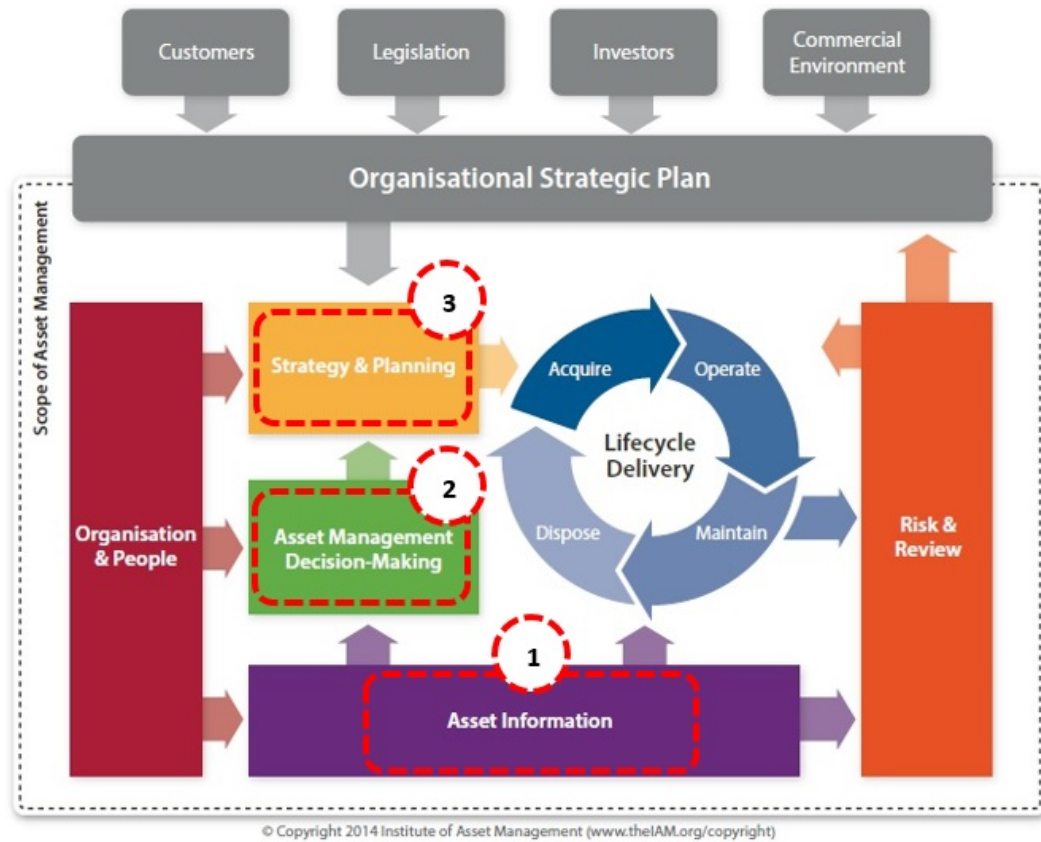 Customers
Legislation
Investors
Commercial
Environment
Organisational Strategic Plan
Scope of Asset Management
3
Strategy & Planning
Acquire
Operate
Lifecycle
Delivery
2
Organisation
& People
Asset Management
Decision-Making
Dispose
Maintain
Risk &
Review
1
Asset Information
© Copyright 2014 Institute of Asset Management (www.theIAM.org/copyright)